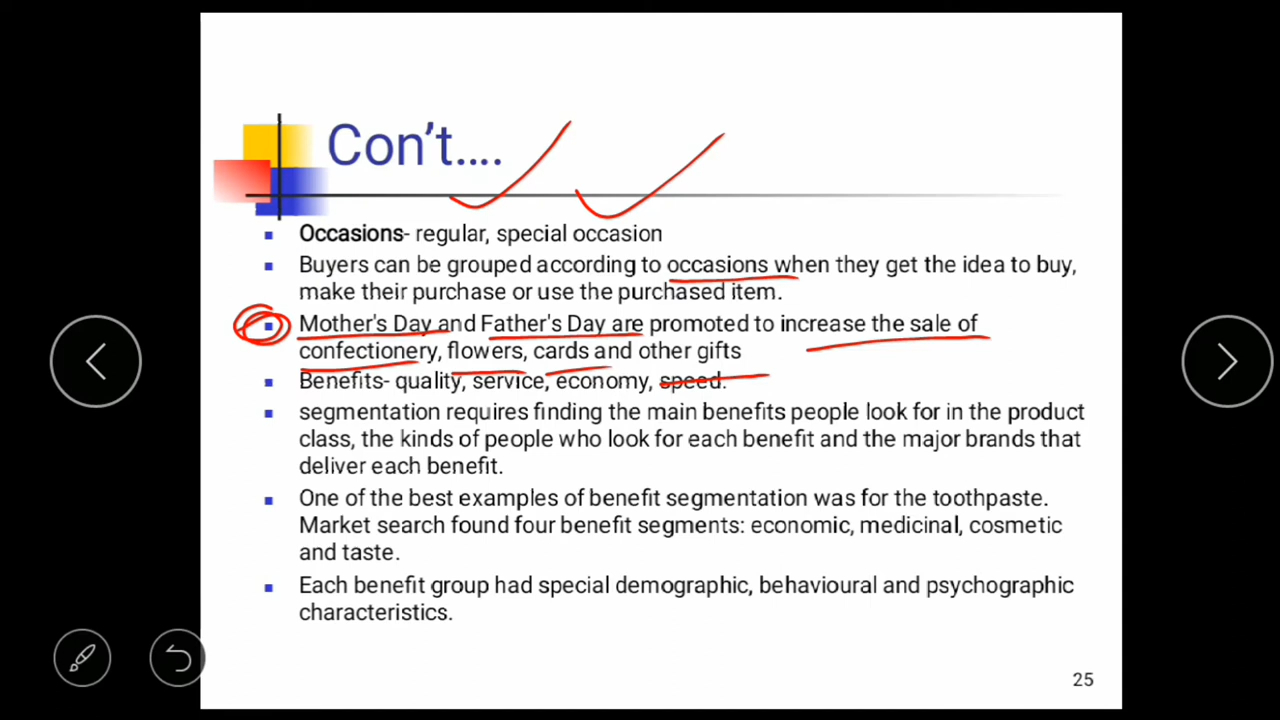 Con't....
Occasions- regular, special occasion
Buyers can be grouped according to occasions when they get the idea to buy,
make their purchase or use the purchased item.
Mother's Day and Father's Day are promoted to increase the sale of
confectionery, flowers, cards and other gifts
Benefits- quality, service, economy, speed.
segmentation requires finding the main benefits people look for in the product
class, the kinds of people who look for each benefit and the major brands that
deliver each benefit.
One of the best examples of benefit segmentation was for the toothpaste.
Market search found four benefit segments: economic, medicinal, cosmetic
and taste.
Each benefit group had special demographic, behavioural and psychographic
characteristics.
25